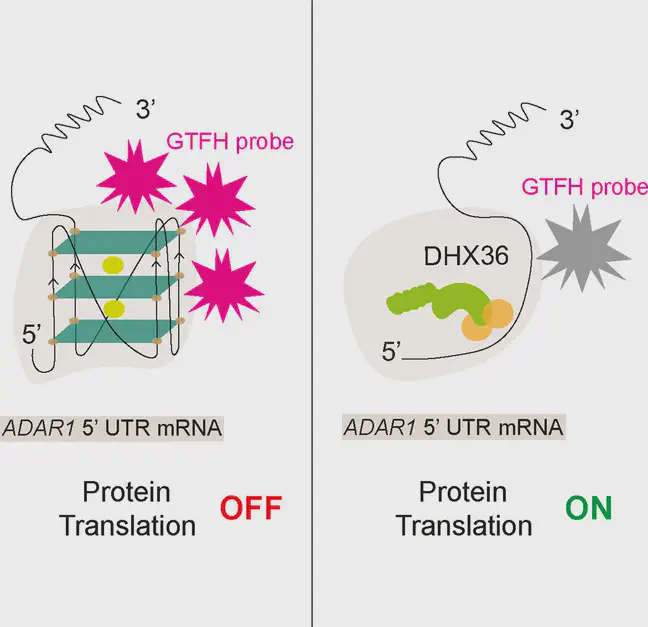 3’
GTFH probe
5’
ADAR1 5’ UTR mRNA
Protein
Translation
OFF
3’
GTFH probe
DHX36
5’
ADAR1 5’ UTR mRNA
Protein
Translation
ON